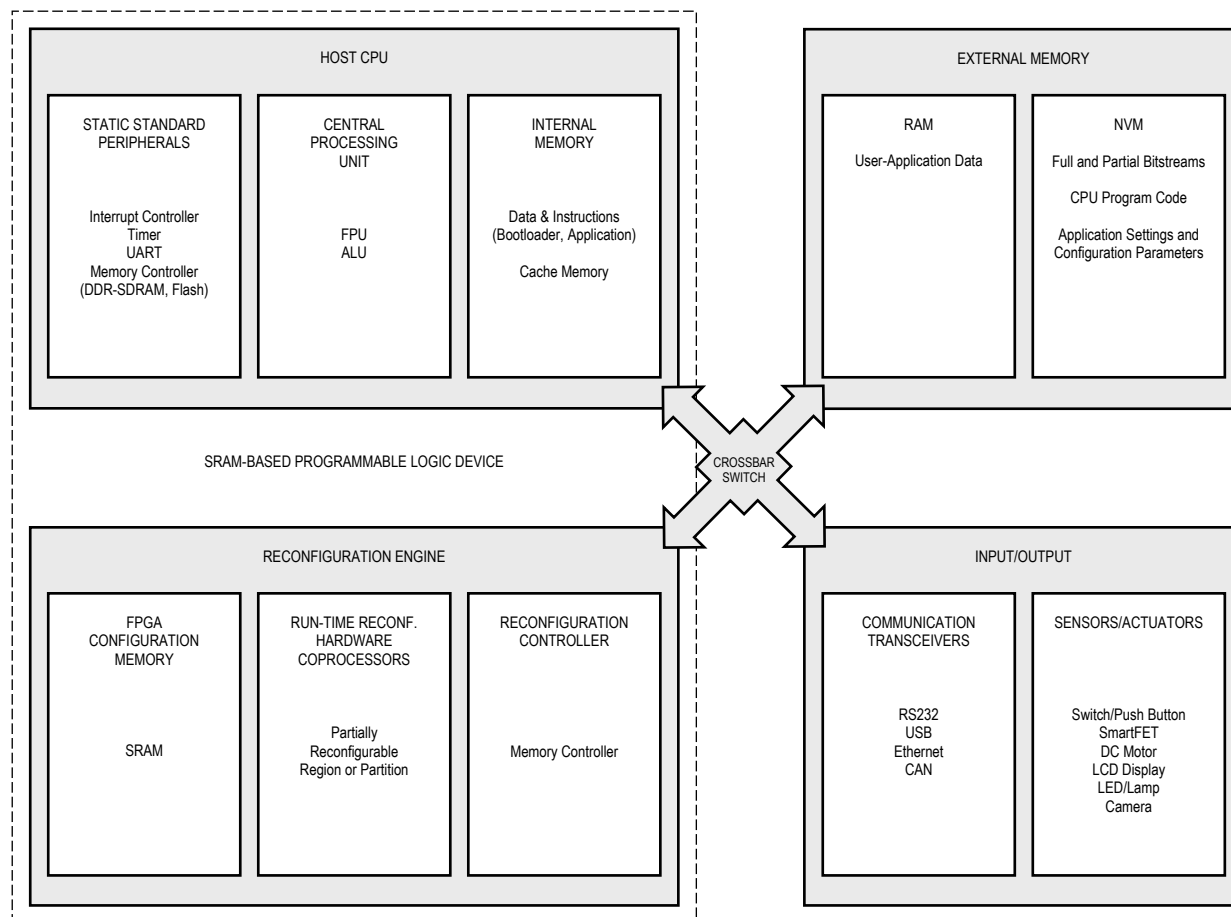 HOST CPU
STATIC STANDARD
PERIPHERALS
Interrupt Controller
Timer
UART
Memory Controller
(DDR-SDRAM, Flash)
CENTRAL
PROCESSING
UNIT
FPU
ALU
INTERNAL
MEMORY
Data & Instructions
(Bootloader, Application)
Cache Memory
EXTERNAL MEMORY
RAM
User-Application Data
NVM
Full and Partial Bitstreams
CPU Program Code
Application Settings and
Configuration Parameters
SRAM-BASED PROGRAMMABLE LOGIC DEVICE
CROSSBAR
SWITCH
RECONFIGURATION ENGINE
FPGA
CONFIGURATION
MEMORY
SRAM
RUN-TIME RECONF.
HARDWARE
COPROCESSORS
Partially
Reconfigurable
Region or Partition
RECONFIGURATION
CONTROLLER
Memory Controller
INPUT/OUTPUT
COMMUNICATION
TRANSCEIVERS
RS232
USB
Ethernet
CAN
SENSORS/ACTUATORS
Switch/Push Button
SmartFET
DC Motor
LCD Display
LED/Lamp
Camera